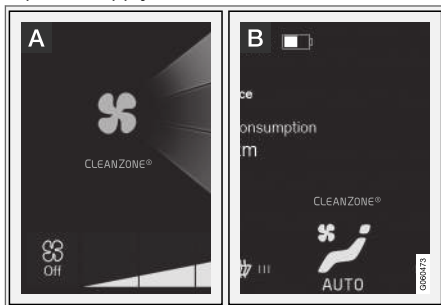 A
CLEANZONE®
Off
B
ce
onsumption
m
CLEANZONE®
AUTO
G060473